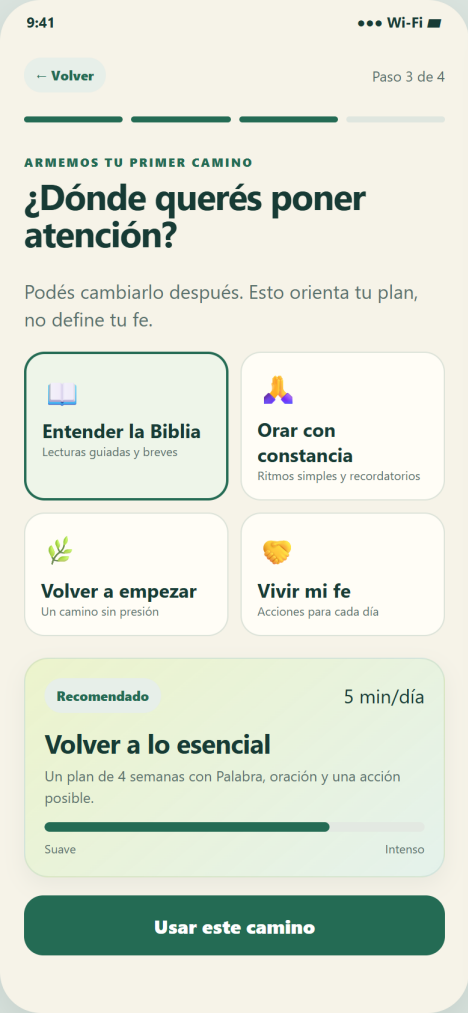 9:41
Wi-Fi
← Volver
Paso 3 de 4
ARMEMOS TU PRIMER CAMINO
¿Dónde querés poner
atención?
Podés cambiarlo después. Esto orienta tu plan,
no define tu fe.
Entender la Biblia
Lecturas guiadas y breves
Orar con
constancia
Ritmos simples y recordatorios
Volver a empezar
Un camino sin presión
Vivir mi fe
Acciones para cada día
Recomendado
5 min/día
Volver a lo esencial
Un plan de 4 semanas con Palabra, oración y una acción
posible.
Suave
Intenso
Usar este camino